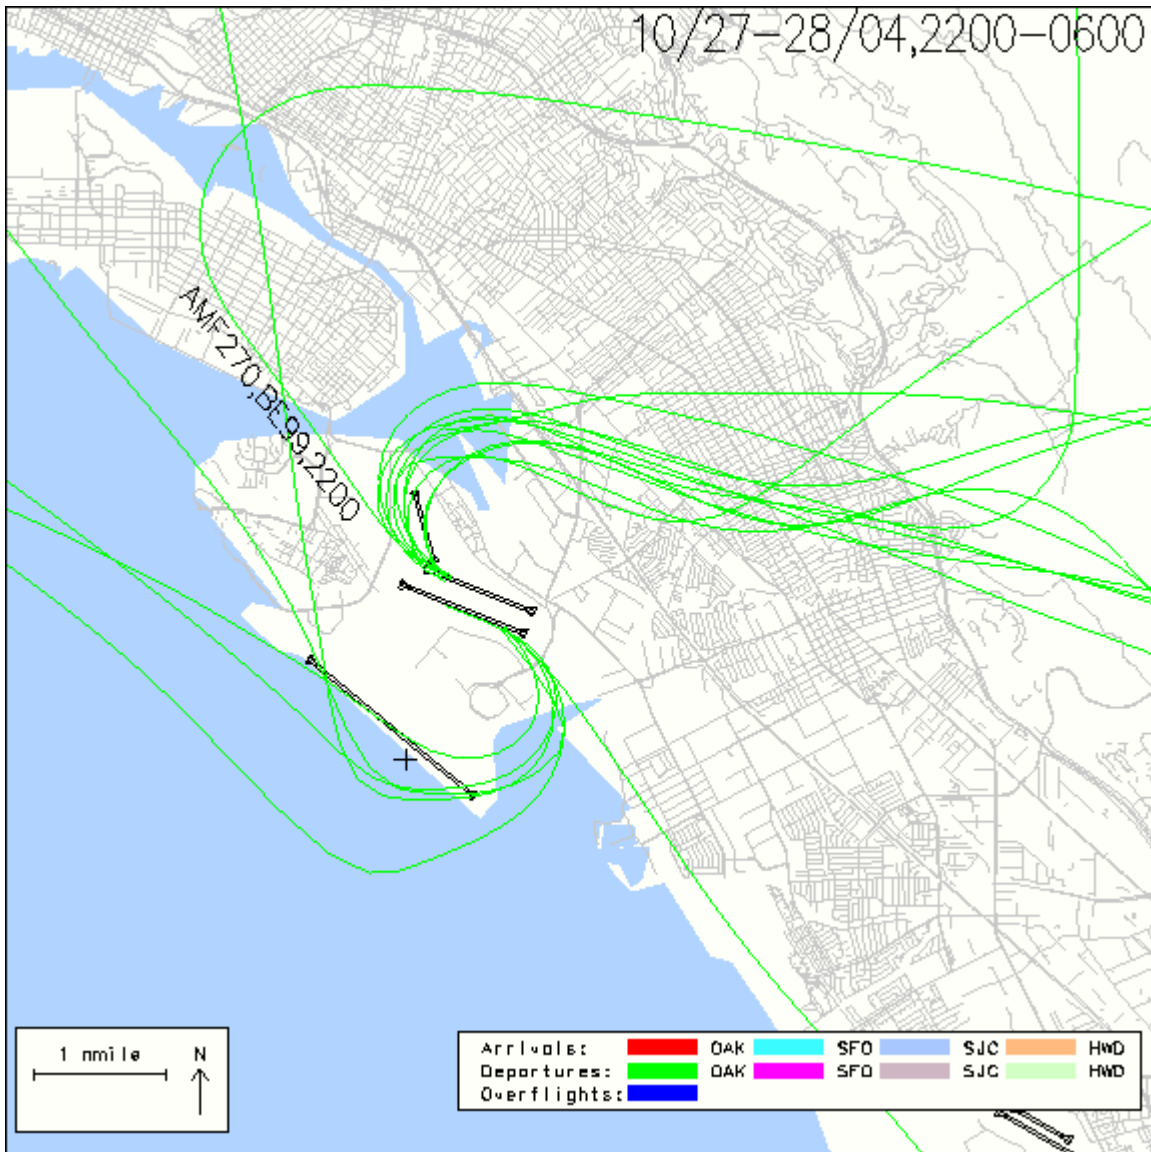 10/27-28/04,2200-0600
AMF270,BE99,2200
1 nmile N
Arrivals: OAK SFO SJC HWD
Departures: OAK SFO SJC HWD
Overflights: